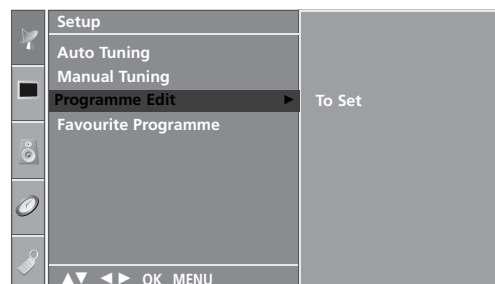 Setup
Auto Tuning
Manual Tuning
Programme Edit ► To Set
Favourite Programme
▲▼ ◄► OK MENU